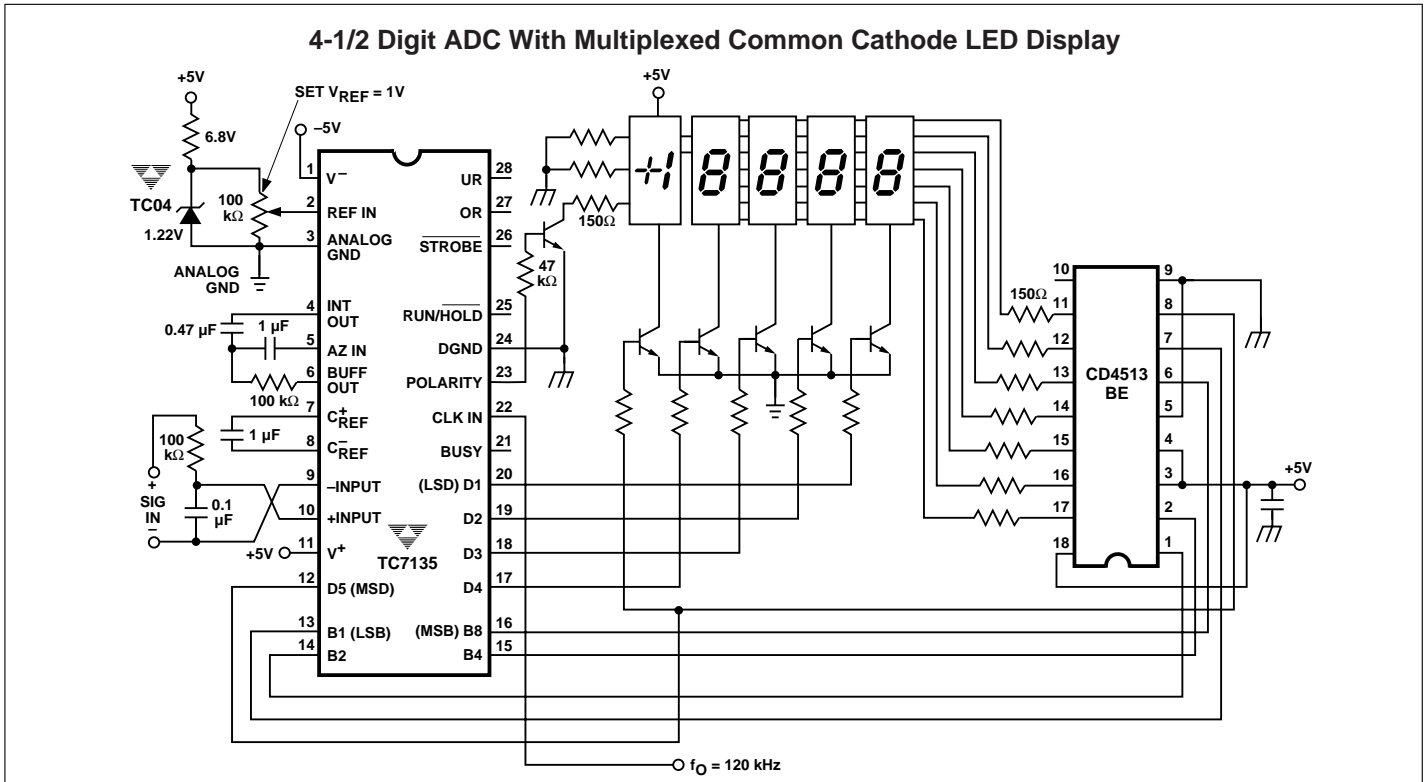 4-1/2 Digit ADC With Multiplexed Common Cathode LED Display
+5V
SET VREF = 1V
–5V
6.8V
TC04
1.22V
100
kΩ
ANALOG
GND
1
V–
2
REF IN
3
ANALOG
GND
4
INT
OUT
5
AZ IN
6
BUFF
OUT
7
C+REF
8
C–REF
9
–INPUT
10
+INPUT
11
V+
12
D5 (MSD)
13
B1 (LSB)
14
B2
0.47 µF
1 µF
100 kΩ
1 µF
100
kΩ
+
SIG
IN
–
0.1
µF
+5V
TC7135
28
UR
27
OR
26
STROBE
25
RUN/HOLD
24
DGND
23
POLARITY
22
CLK IN
21
BUSY
20
(LSD) D1
19
D2
18
D3
17
D4
16
(MSB) B8
15
B4
47
kΩ
150Ω
+5V
+1 8 8 8 8
150Ω
10
11
12
13
14
15
16
17
18
CD4513
BE
9
8
7
6
5
4
3
2
1
+5V
fO = 120 kHz